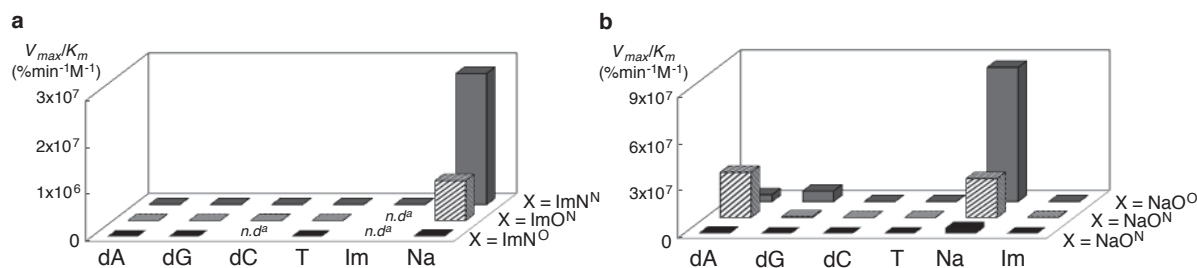 a
Vmax/Km
(%min-1M-1)
3x10⁷
2x10⁷
1x10⁶
0
n.dᵃ
n.dᵃ
n.dᵃ
X = ImNᴺ
X = ImOᴺ
X = ImNᴼ
dA dG dC T Im Na
b
Vmax/Km
(%min-1M-1)
9x10⁷
6x10⁷
3x10⁷
0
X = NaOᴼ
X = NaOᴺ
X = NaOᴺ
dA dG dC T Na Im